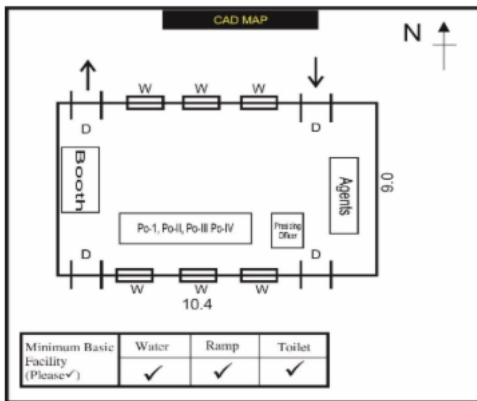 CAD MAP
N
W W W
D D
Booth
Agents
6.0
Po-1, Po-II, Po-III Po-IV
Presiding
Officer
D D
W W W
10.4
Minimum Basic Water Ramp Toilet
Facility
(Please✓) ✓ ✓ ✓